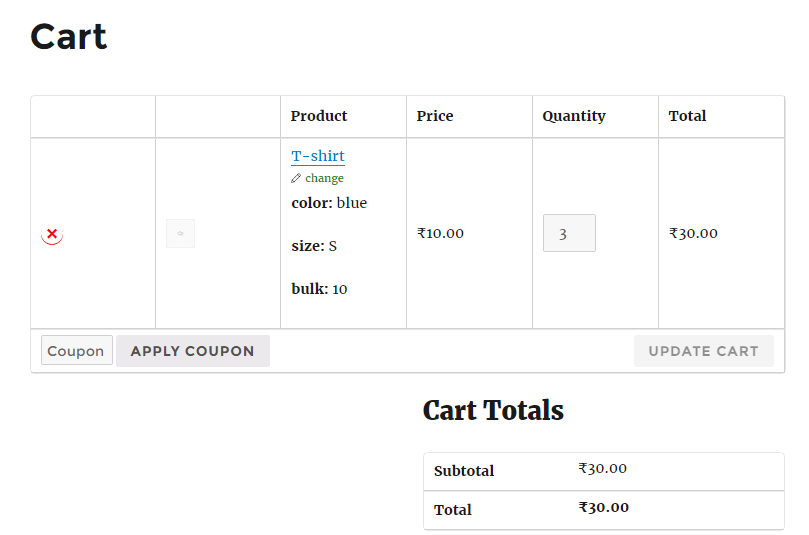 Cart
Product Price Quantity Total
T-shirt
change
color: blue
₹10.00 3 ₹30.00
size: S
bulk: 10
Coupon APPLY COUPON UPDATE CART
Cart Totals
Subtotal ₹30.00
Total ₹30.00